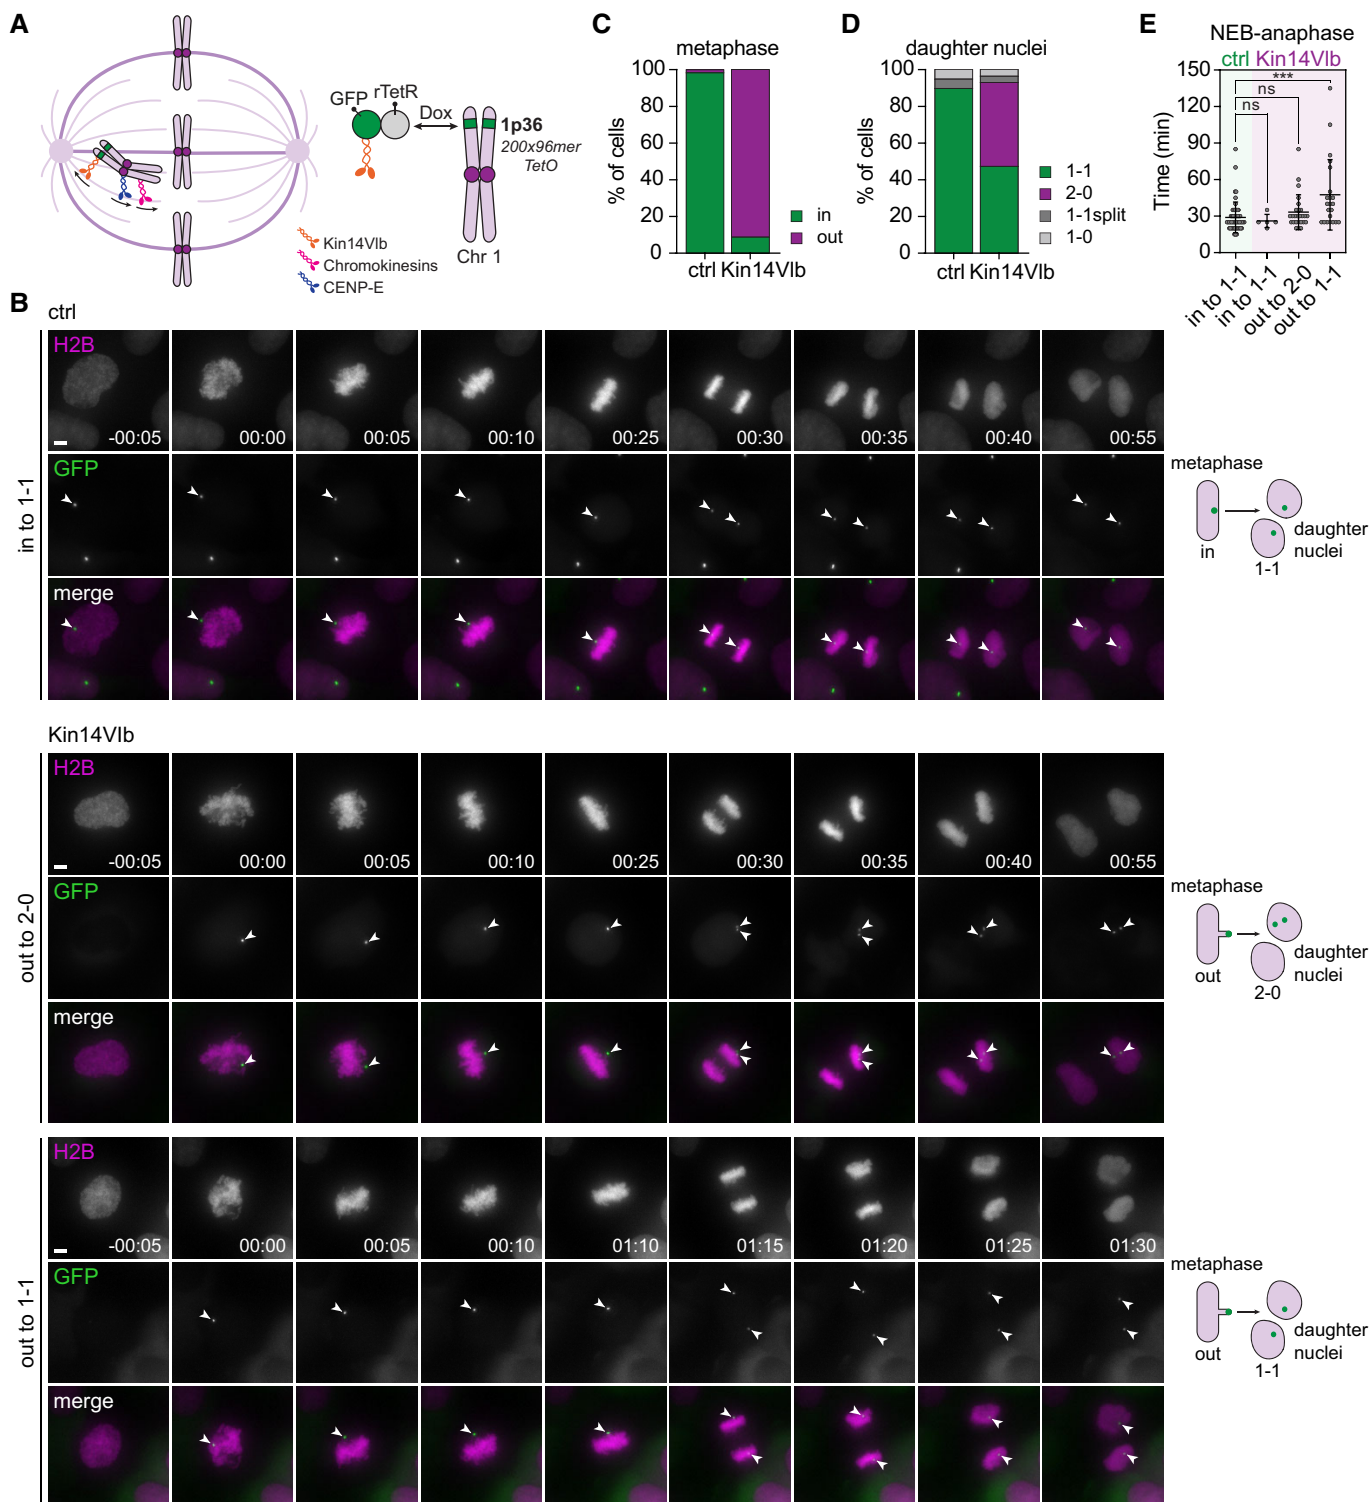 A
GFP
rTetR
Dox
1p36
200x96mer
TetO
Chr 1
Kin14VIb
Chromokinesins
CENP-E
C
metaphase
% of cells
100
80
60
40
20
0
ctrl Kin14VIb
in
out
D
daughter nuclei
% of cells
100
80
60
40
20
0
ctrl Kin14VIb
1-1
2-0
1-1split
1-0
E
NEB-anaphase
ctrl Kin14VIb
Time (min)
150
120
90
60
30
0
***
ns
ns
in to 1-1
in to 1-1
out to 2-0
out to 1-1
B
ctrl
in to 1-1
H2B
-00:05
00:00
00:05
00:10
00:25
00:30
00:35
00:40
00:55
GFP
merge
metaphase
in
daughter
nuclei
1-1
Kin14VIb
out to 2-0
H2B
-00:05
00:00
00:05
00:10
00:25
00:30
00:35
00:40
00:55
GFP
merge
metaphase
out
daughter
nuclei
2-0
out to 1-1
H2B
-00:05
00:00
00:05
00:10
01:10
01:15
01:20
01:25
01:30
GFP
merge
metaphase
out
daughter
nuclei
1-1